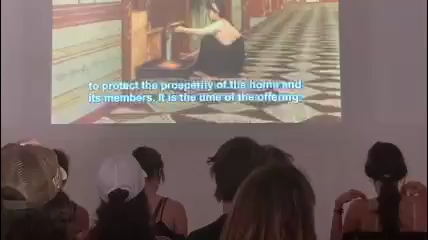 to protect the prosperity of the home and
its members. It is the time of the offering.